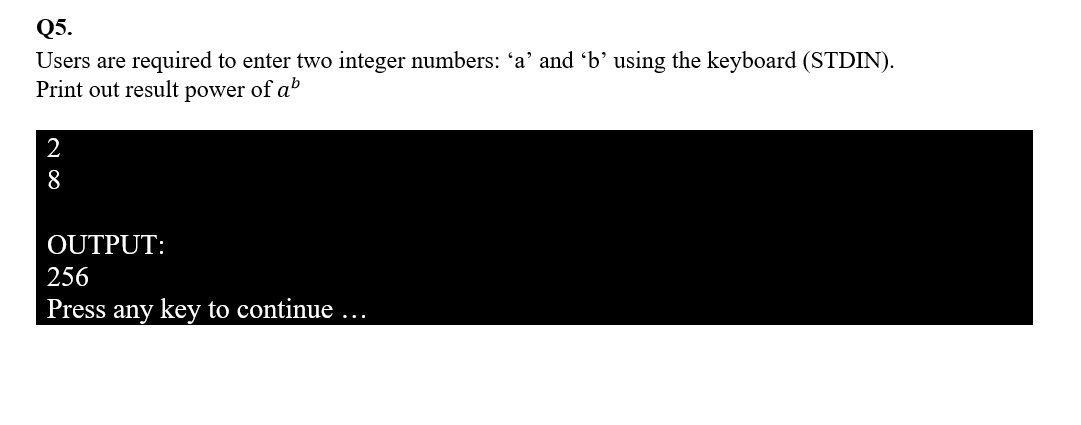 Q5.
Users are required to enter two integer numbers: ‘a’ and ‘b’ using the keyboard (STDIN).
Print out result power of aᵇ
2
8
OUTPUT:
256
Press any key to continue …